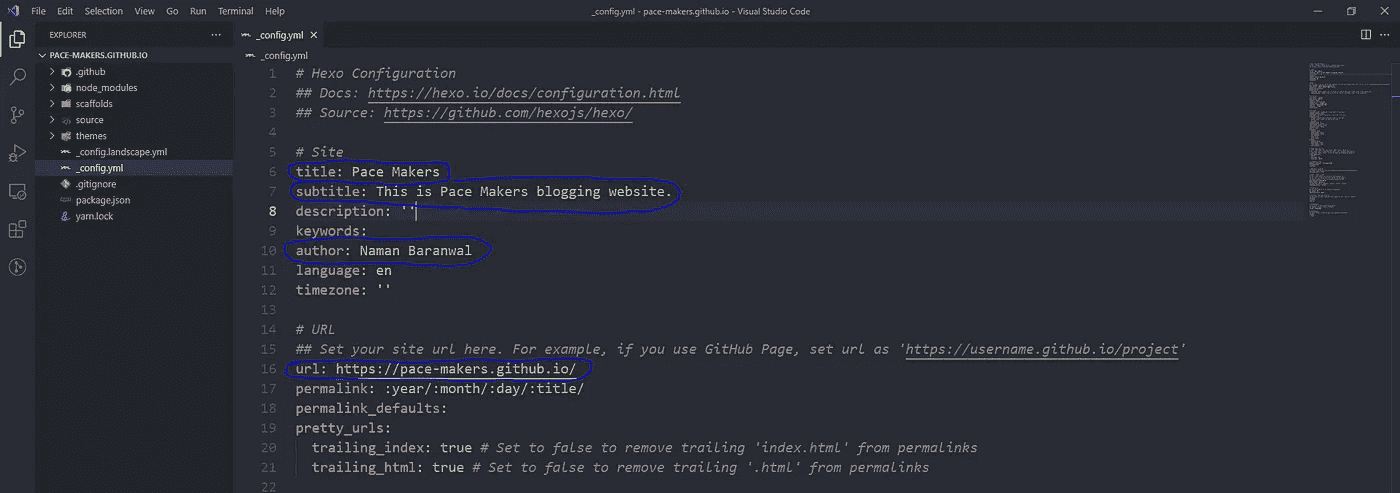 File Edit Selection View Go Run Terminal Help
_config.yml - pace-makers.github.io - Visual Studio Code
EXPLORER
PACE-MAKERS.GITHUB.IO
.github
node_modules
scaffolds
source
themes
_config.landscape.yml
_config.yml
.gitignore
package.json
yarn.lock
_config.yml
_config.yml
1 # Hexo Configuration
2 ## Docs: https://hexo.io/docs/configuration.html
3 ## Source: https://github.com/hexojs/hexo/
4
5 # Site
6 title: Pace Makers
7 subtitle: This is Pace Makers blogging website.
8 description: ''
9 keywords:
10 author: Naman Baranwal
11 language: en
12 timezone: ''
13
14 # URL
15 ## Set your site url here. For example, if you use GitHub Page, set url as 'https://username.github.io/project'
16 url: https://pace-makers.github.io/
17 permalink: :year/:month/:day/:title/
18 permalink_defaults:
19 pretty_urls:
20 trailing_index: true # Set to false to remove trailing 'index.html' from permalinks
21 trailing_html: true # Set to false to remove trailing '.html' from permalinks
22